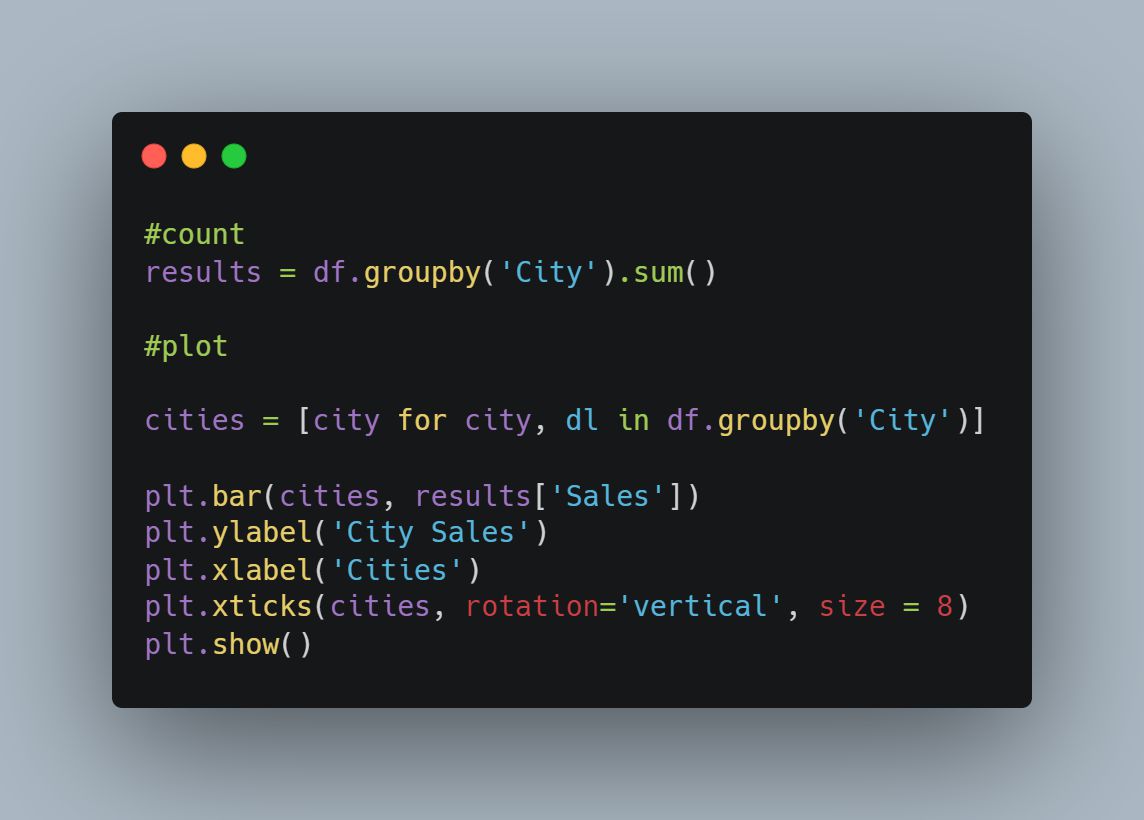 #count
results = df.groupby('City').sum()
#plot
cities = [city for city, dl in df.groupby('City')]
plt.bar(cities, results['Sales'])
plt.ylabel('City Sales')
plt.xlabel('Cities')
plt.xticks(cities, rotation='vertical', size = 8)
plt.show()